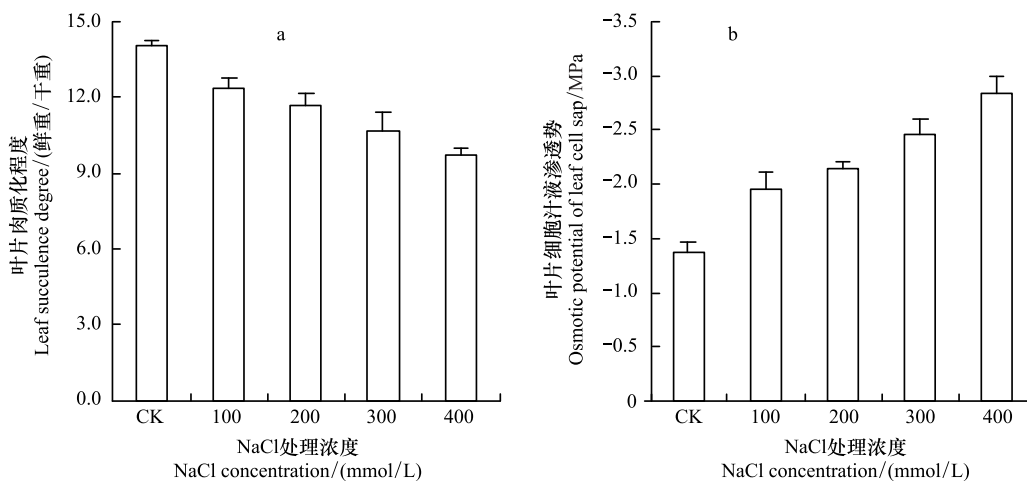 a
叶片肉质化程度
Leaf succulence degree/(鲜重/干重)
15.0
12.0
9.0
6.0
3.0
0.0
CK 100 200 300 400
NaCl处理浓度
NaCl concentration/(mmol/L)
b
叶片细胞汁液渗透势
Osmotic potential of leaf cell sap/MPa
-3.5
-3.0
-2.5
-2.0
-1.5
-1.0
-0.5
0
CK 100 200 300 400
NaCl处理浓度
NaCl concentration/(mmol/L)